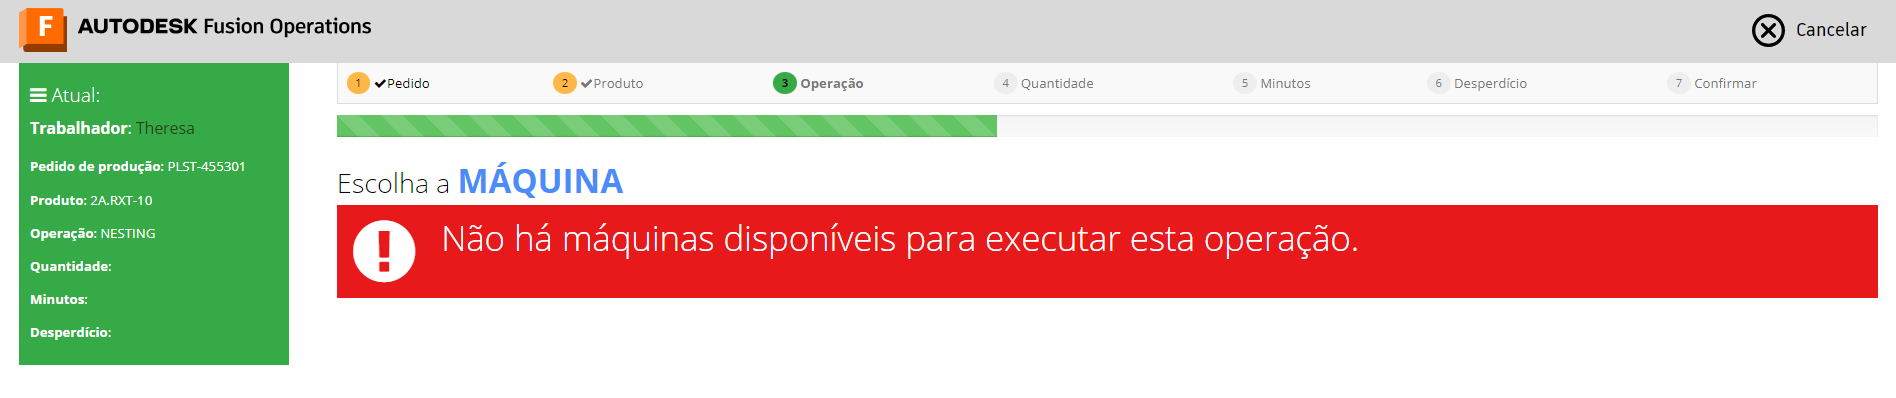 F AUTODESK Fusion Operations
Cancelar
Atual:
Trabalhador: Theresa
Pedido de produção: PLST-455301
Produto: 2A.RXT-10
Operação: NESTING
Quantidade:
Minutos:
Desperdício:
1 Pedido 2 Produto 3 Operação 4 Quantidade 5 Minutos 6 Desperdício 7 Confirmar
Escolha a MÁQUINA
Não há máquinas disponíveis para executar esta operação.